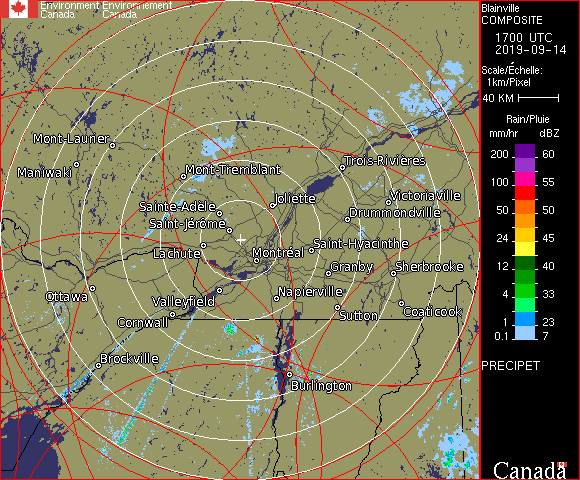 Environment Environnement
Canada Canada
Blainville
COMPOSITE
1700 UTC
2019-09-14
Scale/Échelle:
1km/Pixel
40 KM
Rain/Pluie
mm/hr dBZ
200 60
100 55
50 50
24 45
12 40
4 33
1 23
0.1 7
PRECIPET
Mont-Laurier
Maniwaki
Mont-Tremblant
Trois-Rivières
Sainte-Adele
Joliette
Victoriaville
Saint-Jérome
Drummondville
Lachute
Montréal
Saint-Hyacinthe
Granby
Sherbrooke
Ottawa
Valleyfield
Napierville
Cornwall
Sutton
Coaticook
Brockville
Burlington
Canada